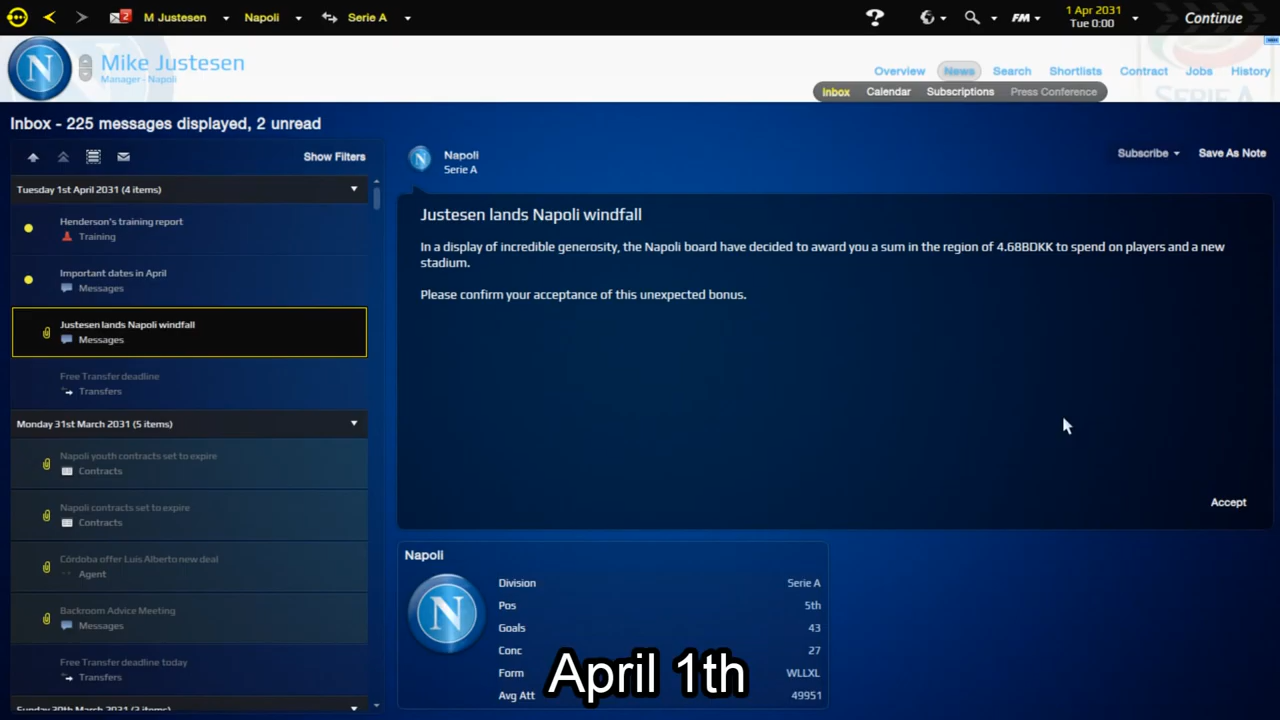 2
M Justesen
Napoli
Serie A
?
FM
1 Apr 2031
Tue 0:00
Continue
N
Mike Justesen
Manager - Napoli
Overview
News
Search
Shortlists
Contract
Jobs
History
Inbox
Calendar
Subscriptions
Press Conference
SERIE A
Inbox - 225 messages displayed, 2 unread
Show Filters
Tuesday 1st April 2031 (4 items)
Henderson's training report
Training
Important dates in April
Messages
Justesen lands Napoli windfall
Messages
Free Transfer deadline
Transfers
Monday 31st March 2031 (5 items)
Napoli youth contracts set to expire
Contracts
Napoli contracts set to expire
Contracts
Córdoba offer Luis Alberto new deal
Agent
Backroom Advice Meeting
Messages
Free Transfer deadline today
Transfers
Sunday 30th March 2031 (3 items)
Napoli
Serie A
Subscribe
Save As Note
Justesen lands Napoli windfall
In a display of incredible generosity, the Napoli board have decided to award you a sum in the region of 4.68BDKK to spend on players and a new
stadium.
Please confirm your acceptance of this unexpected bonus.
Accept
Napoli
N
Division Serie A
Pos 5th
Goals 43
Conc 27
Form WLLXL
Avg Att 49951
April 1th